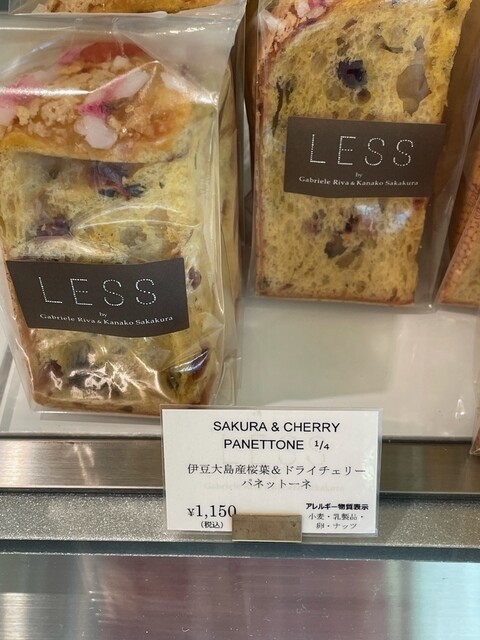 LESS
by
Gabriele Riva & Kanako Sakakura
LESS
by
Gabriele Riva & Kanako Sakakura
SAKURA & CHERRY
PANETTONE 1/4
伊豆大島産桜葉&ドライチェリー
パネットーネ
¥1,150
(税込)
アレルギー物質表示
小麦・乳製品・
卵・ナッツ